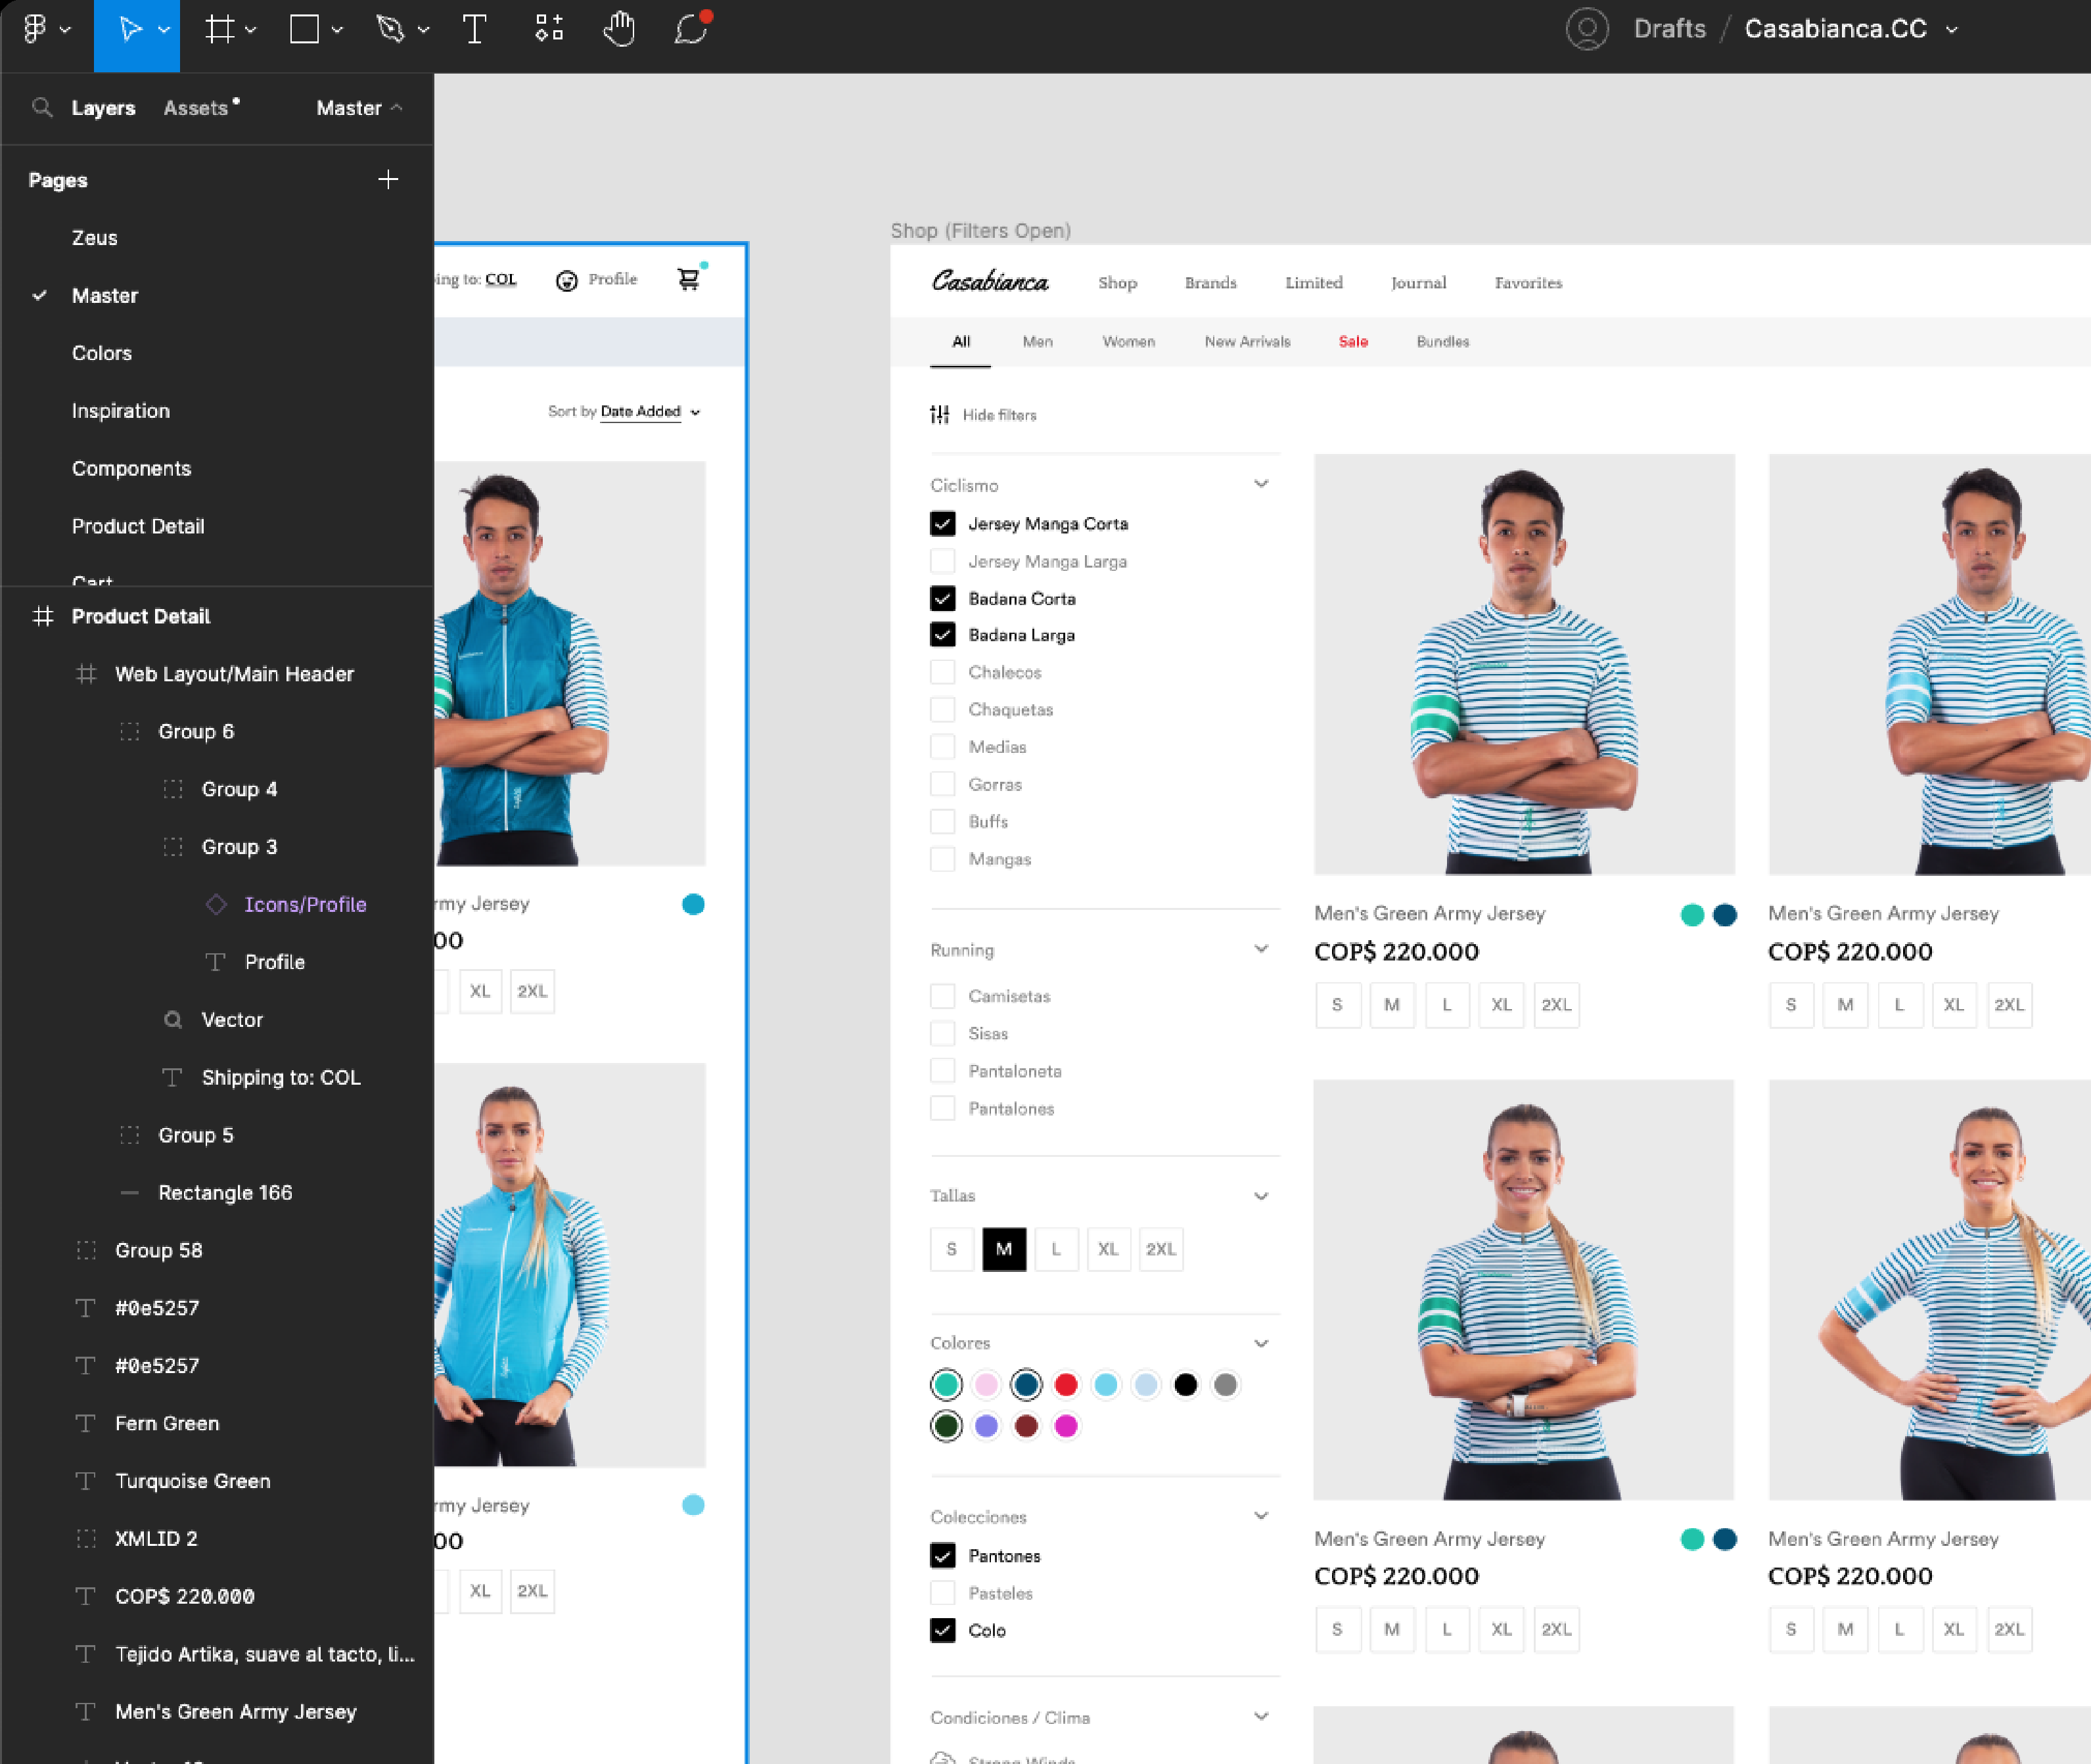 Drafts / Casabianca.CC
Layers Assets Master
Pages
Zeus
Master
Colors
Inspiration
Components
Product Detail
Cart
Product Detail
Web Layout/Main Header
Group 6
Group 4
Group 3
Icons/Profile
Profile
Vector
Shipping to: COL
Group 5
Rectangle 166
Group 58
#0e5257
#0e5257
Fern Green
Turquoise Green
XMLID 2
COP$ 220.000
Tejido Artika, suave al tacto, li...
Men's Green Army Jersey
ing to: COL Profile
Sort by Date Added
rmy Jersey
00
XL 2XL
rmy Jersey
00
XL 2XL
Shop (Filters Open)
Casabianca Shop Brands Limited Journal Favorites
All Men Women New Arrivals Sale Bundles
Hide filters
Ciclismo
Jersey Manga Corta
Jersey Manga Larga
Badana Corta
Badana Larga
Chalecos
Chaquetas
Medias
Gorras
Buffs
Mangas
Running
Camisetas
Sisas
Pantaloneta
Pantalones
Tallas
S M L XL 2XL
Colores
Colecciones
Pantones
Pasteles
Colo
Condiciones / Clima
Strong Winds
Men's Green Army Jersey
COP$ 220.000
S M L XL 2XL
Men's Green Army Jersey
COP$ 220.000
S M L XL 2XL
Men's Green Army Jersey
COP$ 220.000
S M L XL 2XL
Men's Green Army Jersey
COP$ 220.000
S M L XL 2XL